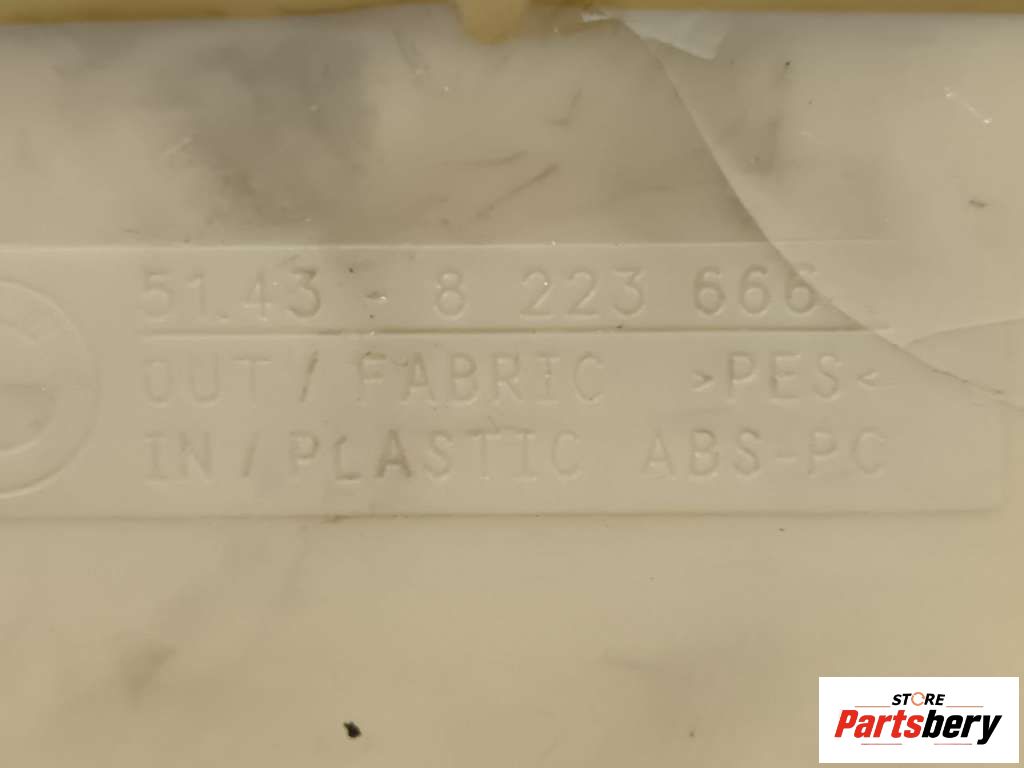 51.43 - 8 223 666
OUT / FABRIC >PES<
IN / PLASTIC ABS-PC
STORE
Partsbery